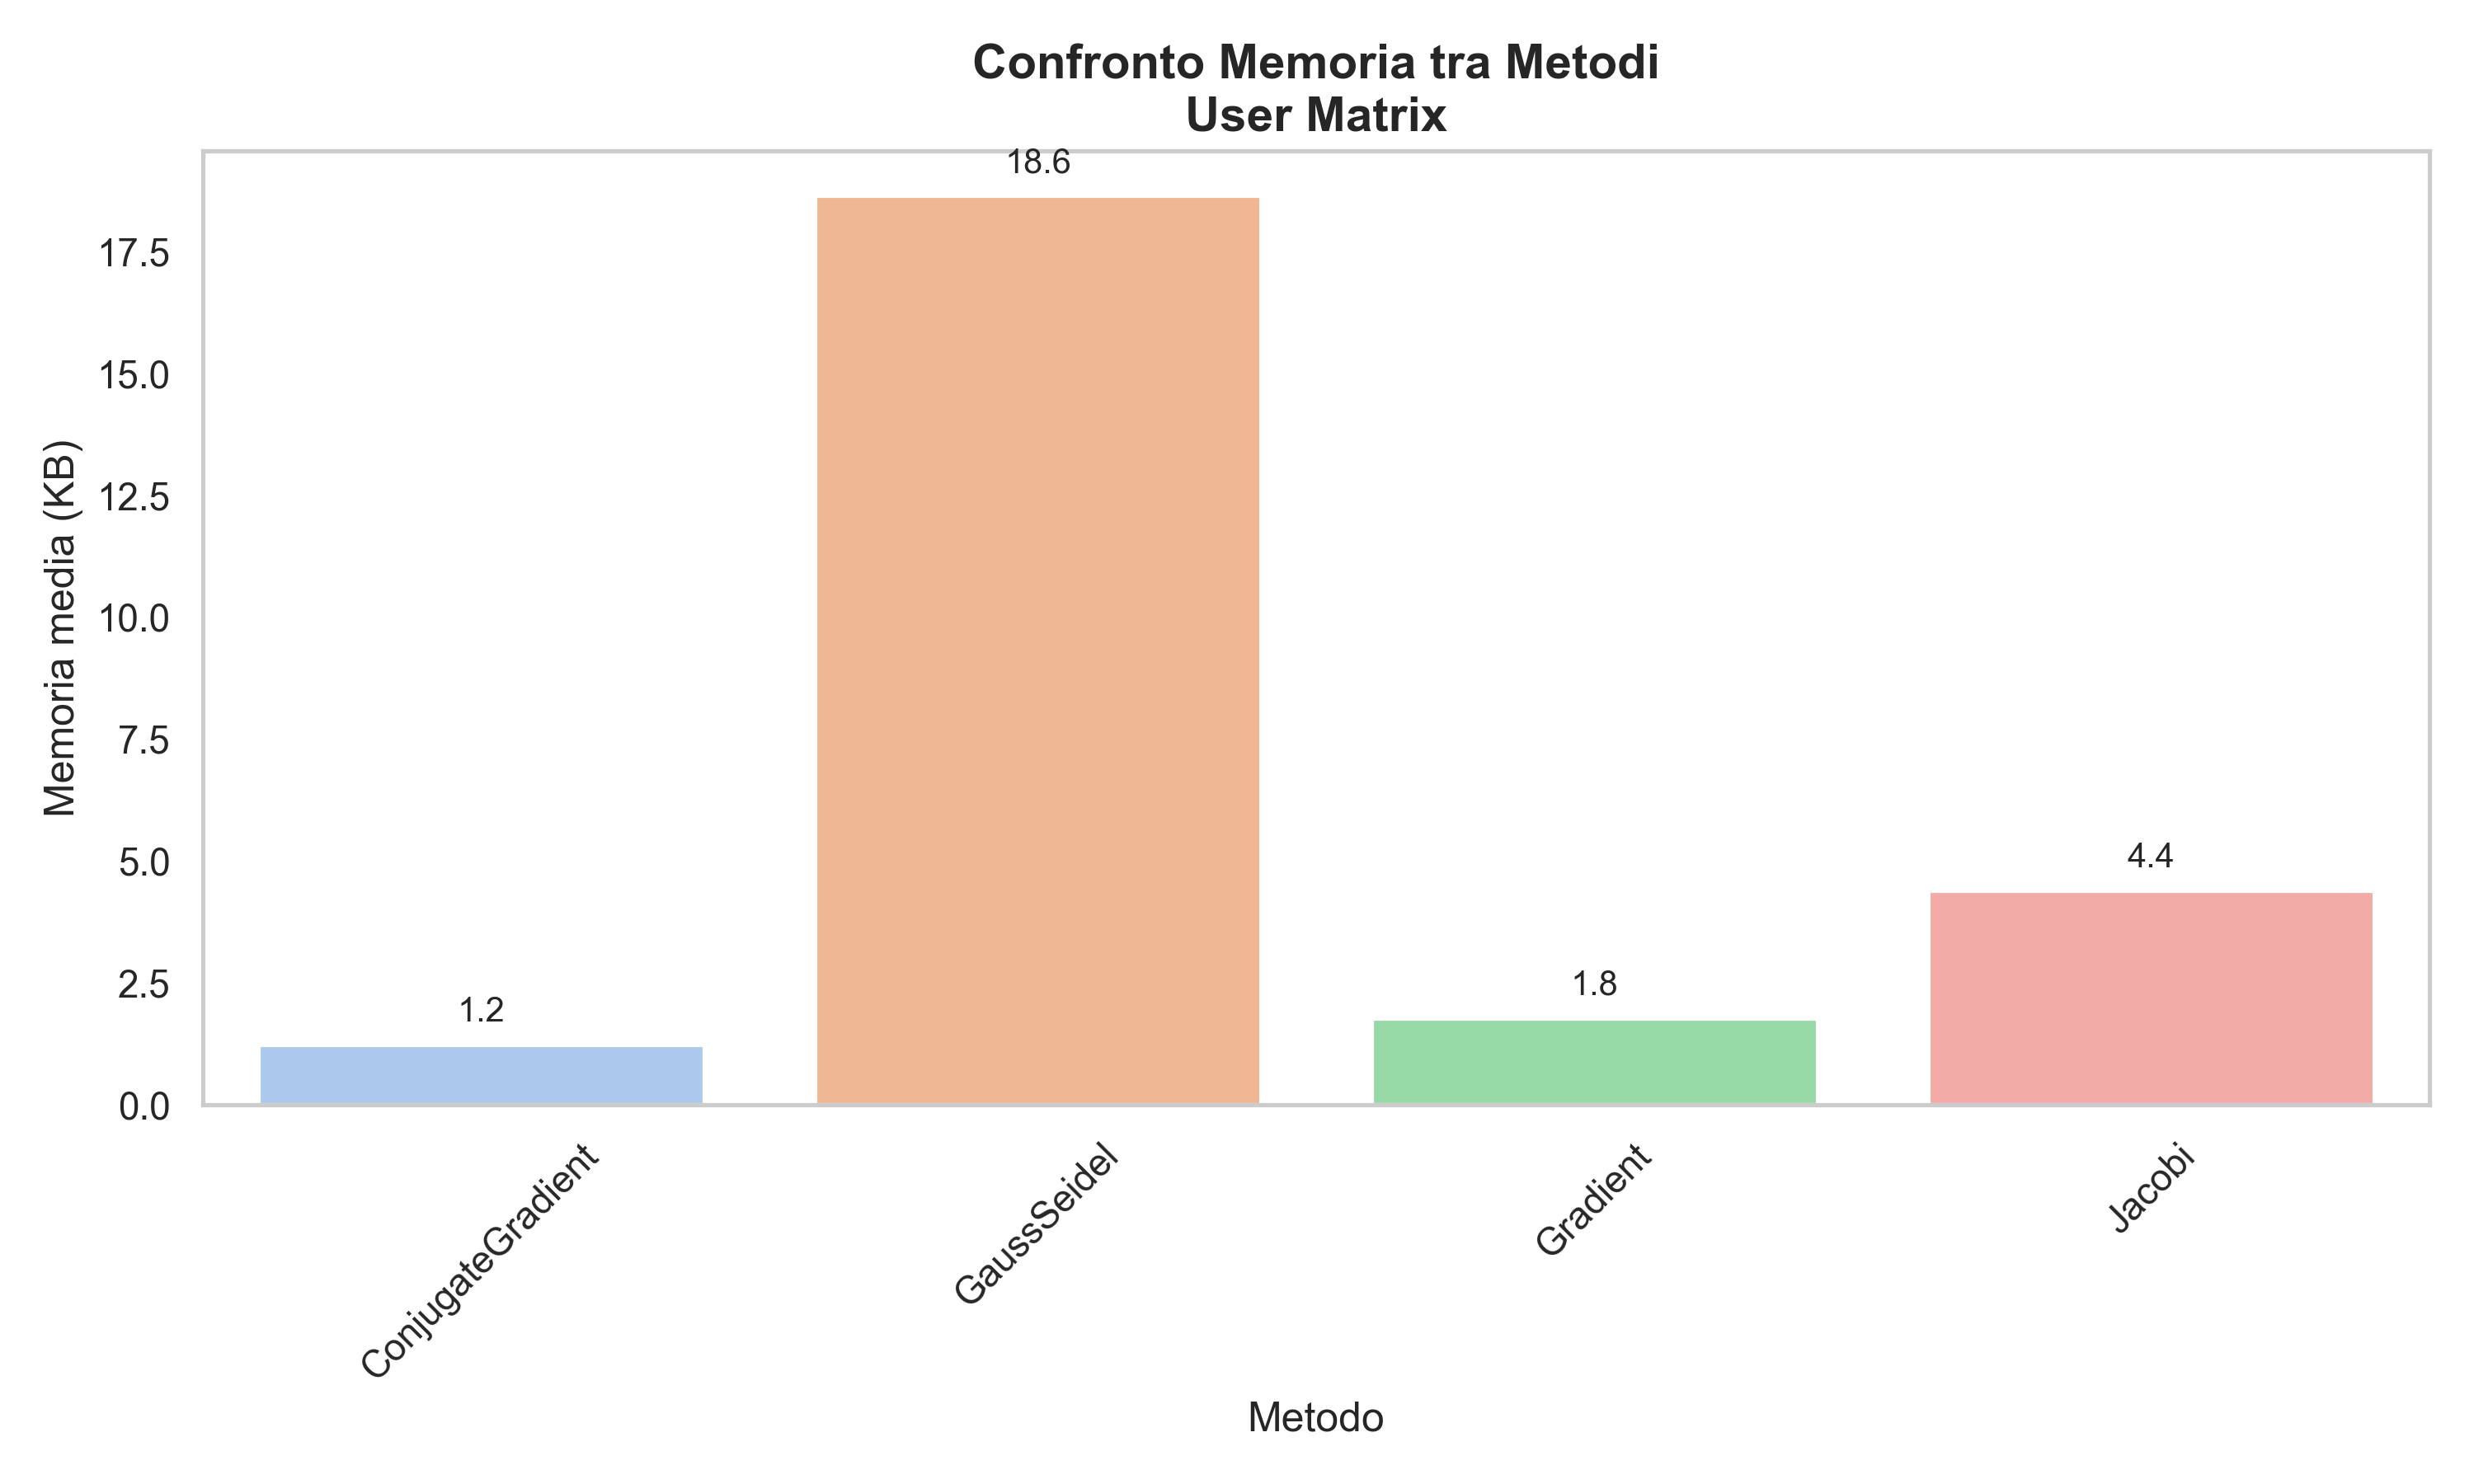 Confronto Memoria tra Metodi
User Matrix
18.6
17.5
15.0
12.5
10.0
7.5
5.0
2.5
0.0
Memoria media (KB)
1.2
1.8
4.4
ConjugateGradient
GaussSeidel
Gradient
Jacobi
Metodo